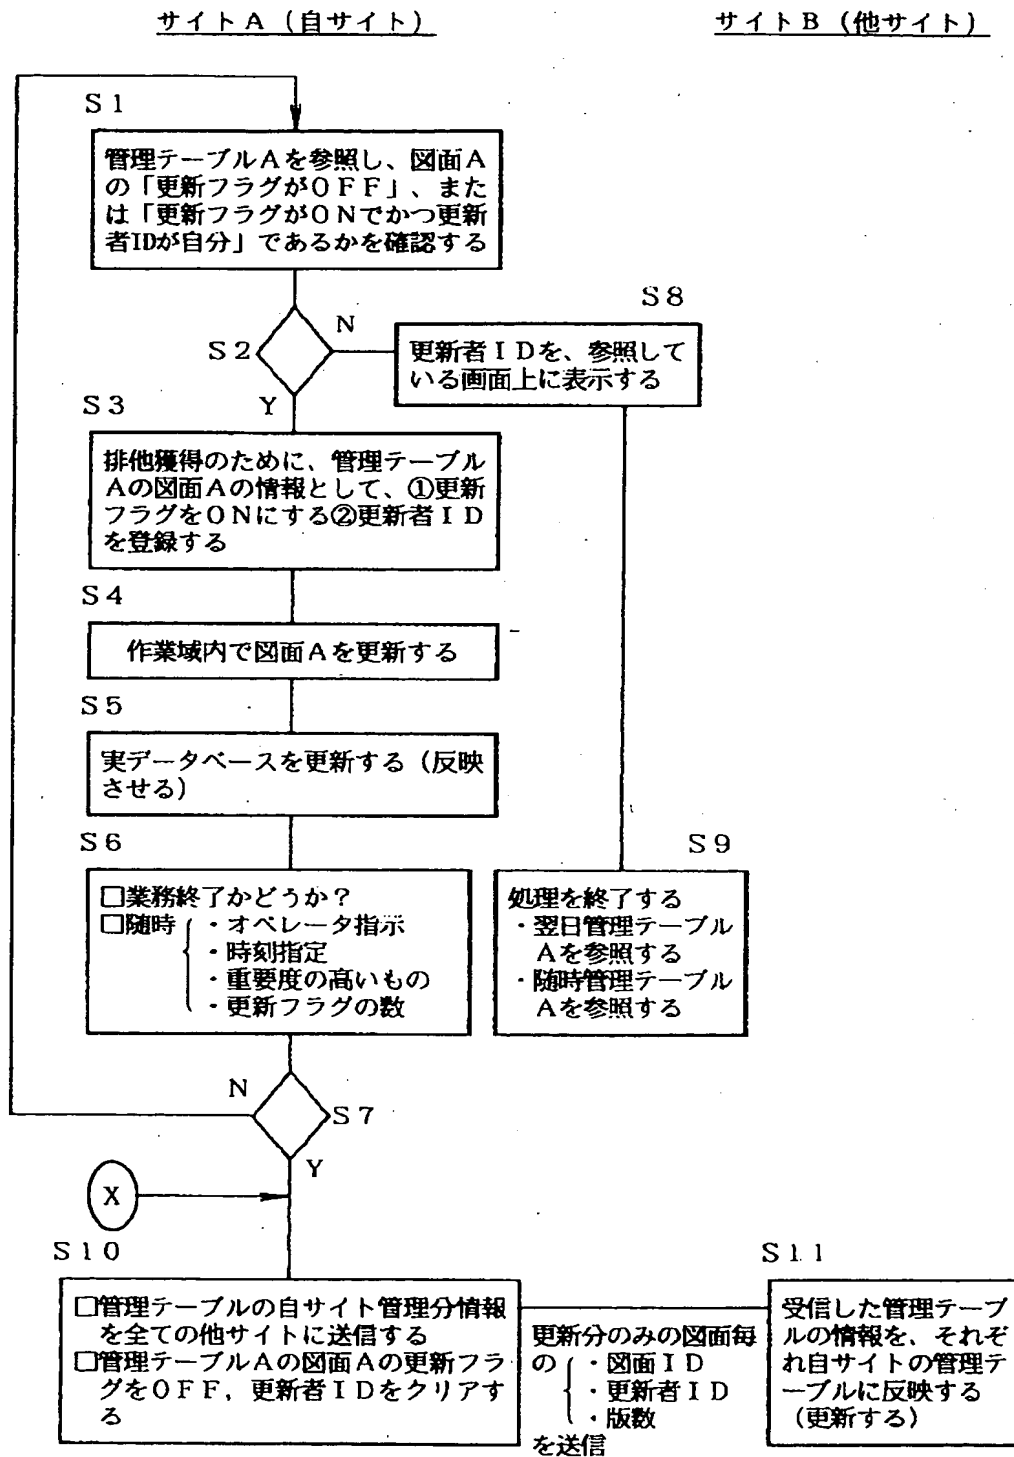 サイトA（自サイト）
サイトB（他サイト）
S1
管理テーブルAを参照し、図面A
の「更新フラグがOFF」、また
は「更新フラグがONでかつ更新
者IDが自分」であるかを確認する
S2
N
Y
S8
更新者IDを、参照して
いる画面上に表示する
S3
排他獲得のために、管理テーブル
Aの図面Aの情報として、①更新
フラグをONにする②更新者ID
を登録する
S4
作業域内で図面Aを更新する
S5
実データベースを更新する（反映
させる）
S6
□業務終了かどうか？
□随時 ・オペレータ指示
・時刻指定
・重要度の高いもの
・更新フラグの数
S9
処理を終了する
・翌日管理テーブル
Aを参照する
・随時管理テーブル
Aを参照する
N
S7
Y
X
S10
□管理テーブルの自サイト管理分情報
を全ての他サイトに送信する
□管理テーブルAの図面Aの更新フラ
グをOFF，更新者IDをクリアす
る
更新分のみの図面毎
の ・図面ID
・更新者ID
・版数
を送信
S11
受信した管理テーブ
ルの情報を、それぞ
れ自サイトの管理テ
ーブルに反映する
（更新する）